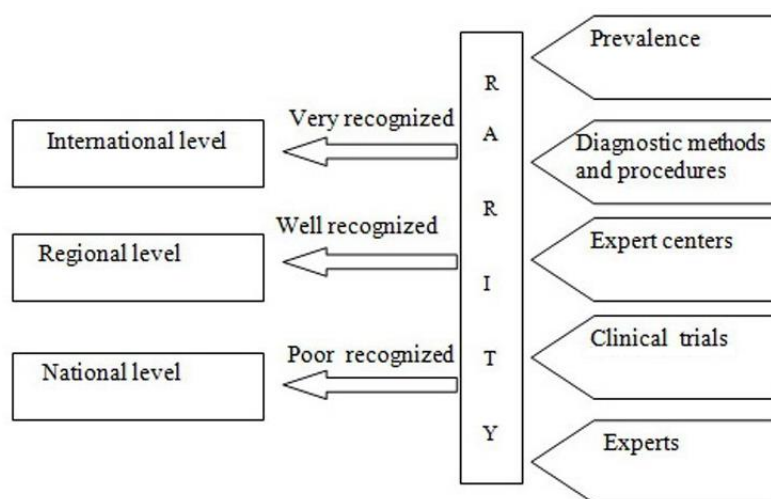 International level
Regional level
National level
Very recognized
Well recognized
Poor recognized
R
A
R
I
T
Y
Prevalence
Diagnostic methods
and procedures
Expert centers
Clinical trials
Experts